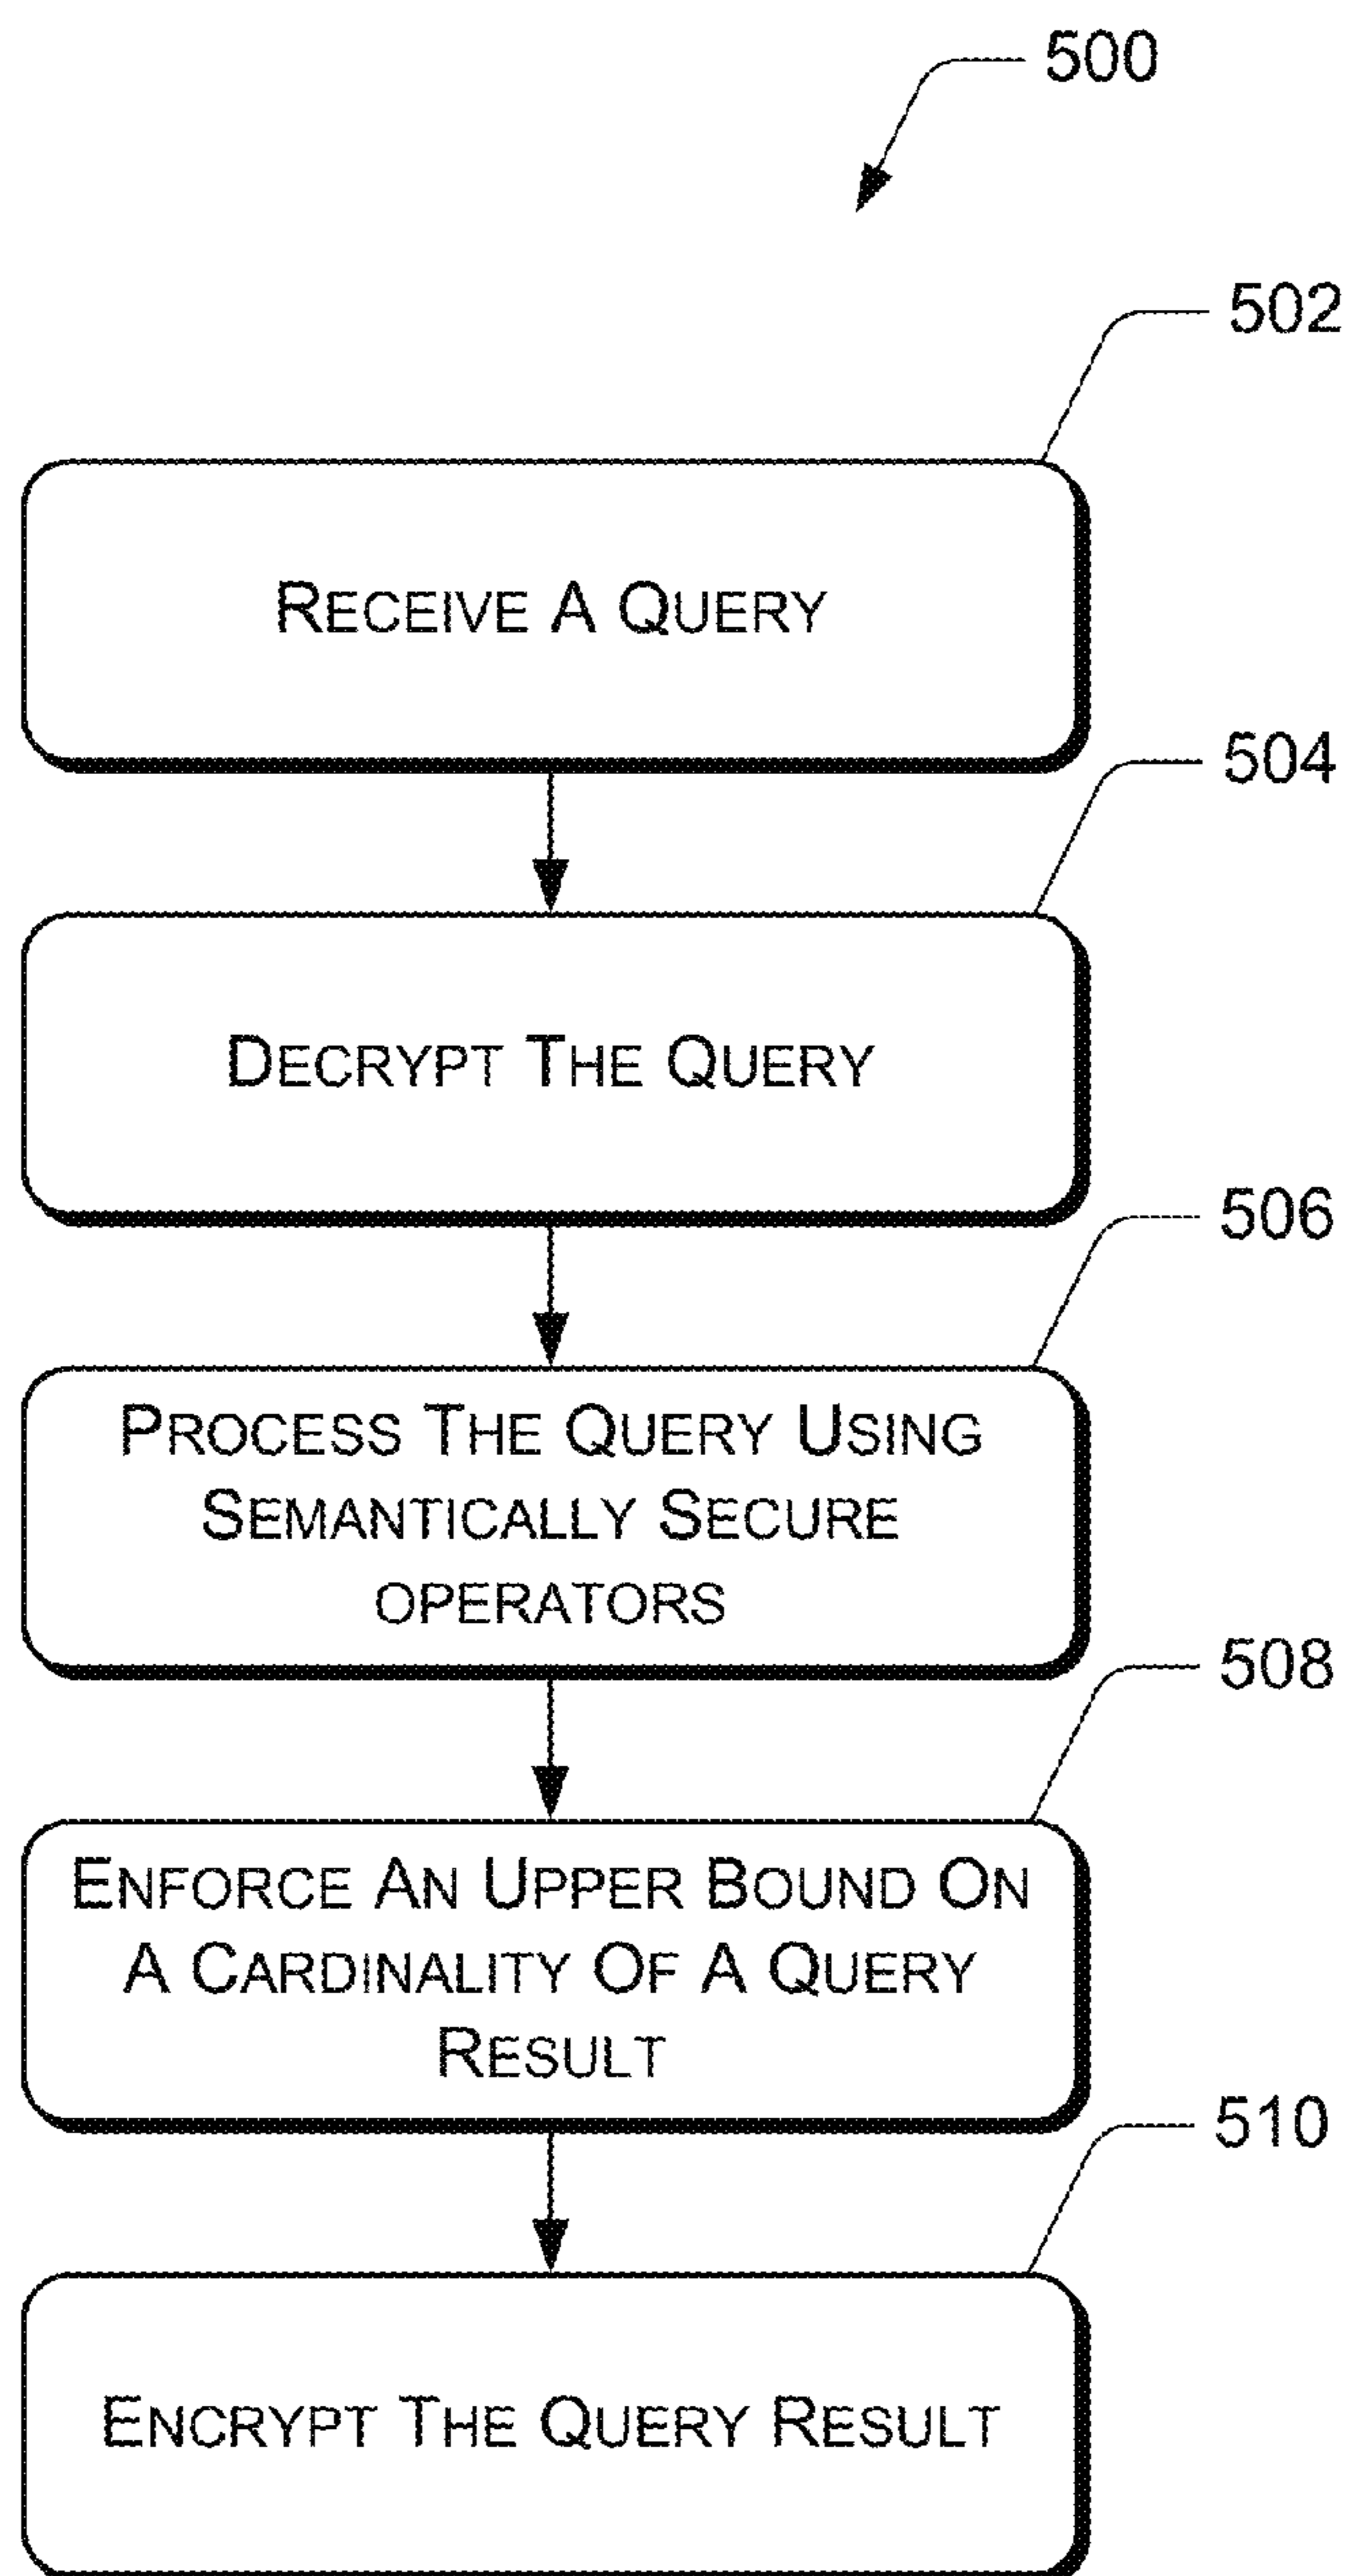 500
502
RECEIVE A QUERY
504
DECRYPT THE QUERY
506
PROCESS THE QUERY USING
SEMANTICALLY SECURE
OPERATORS
508
ENFORCE AN UPPER BOUND ON
A CARDINALITY OF A QUERY
RESULT
510
ENCRYPT THE QUERY RESULT